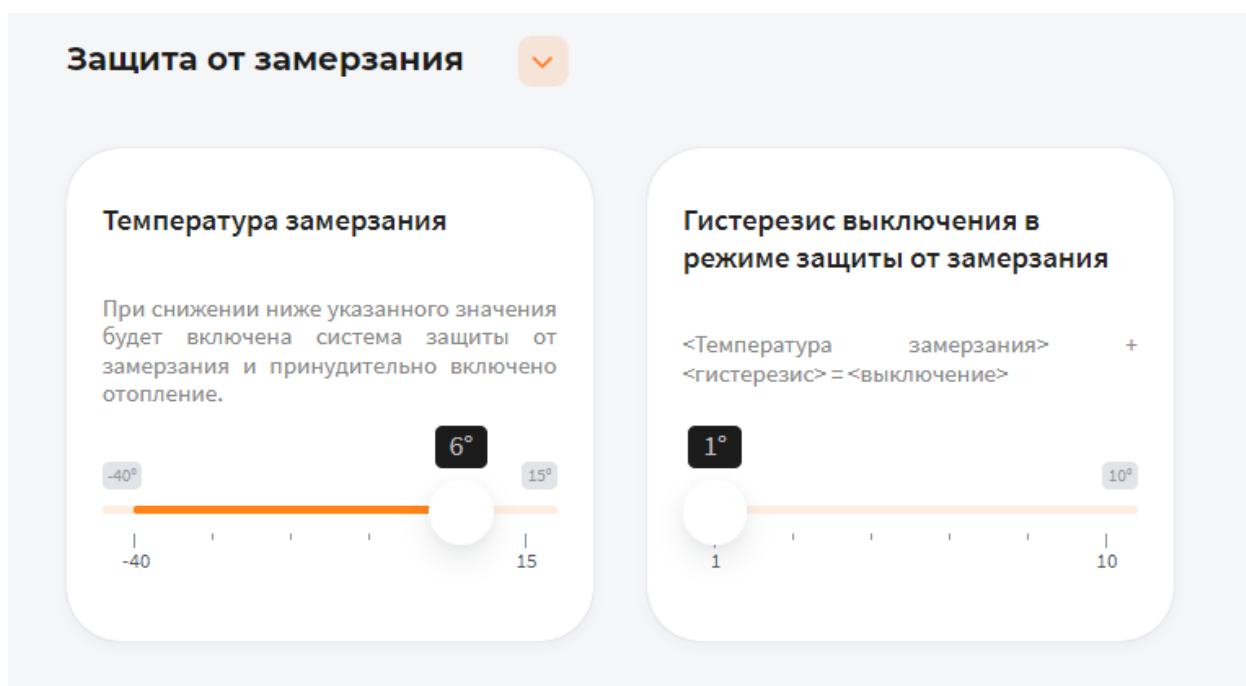 Защита от замерзания
Температура замерзания
При снижении ниже указанного значения
будет включена система защиты от
замерзания и принудительно включено
отопление.
6°
-40°
15°
-40
15
Гистерезис выключения в
режиме защиты от замерзания
<Температура замерзания> +
<гистерезис> = <выключение>
1°
10°
1
10